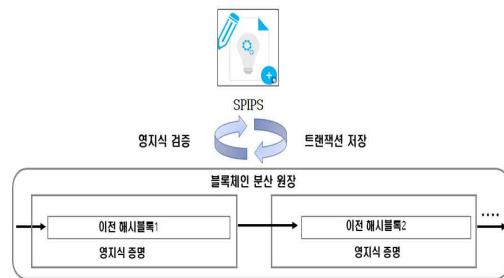 SPIPS
영지식 검증
트랜잭션 저장
블록체인 분산 원장
이전 해시블록1
이전 해시블록2
....
영지식 증명
영지식 증명